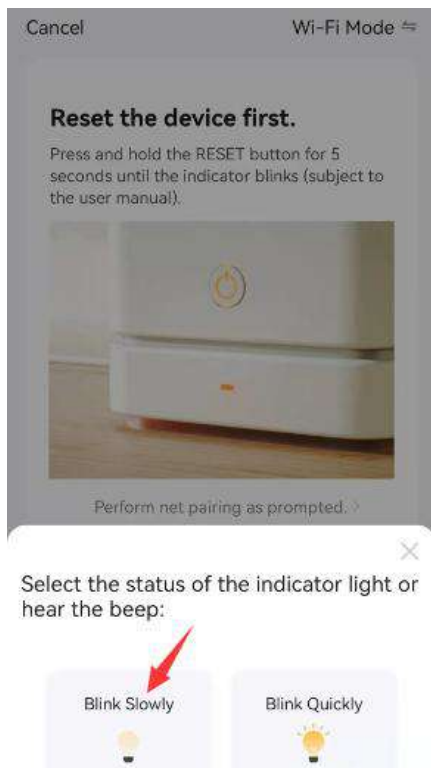 Cancel
Wi-Fi Mode
Reset the device first.
Press and hold the RESET button for 5
seconds until the indicator blinks (subject to
the user manual).
Perform net pairing as prompted. >
Select the status of the indicator light or
hear the beep:
Blink Slowly
Blink Quickly